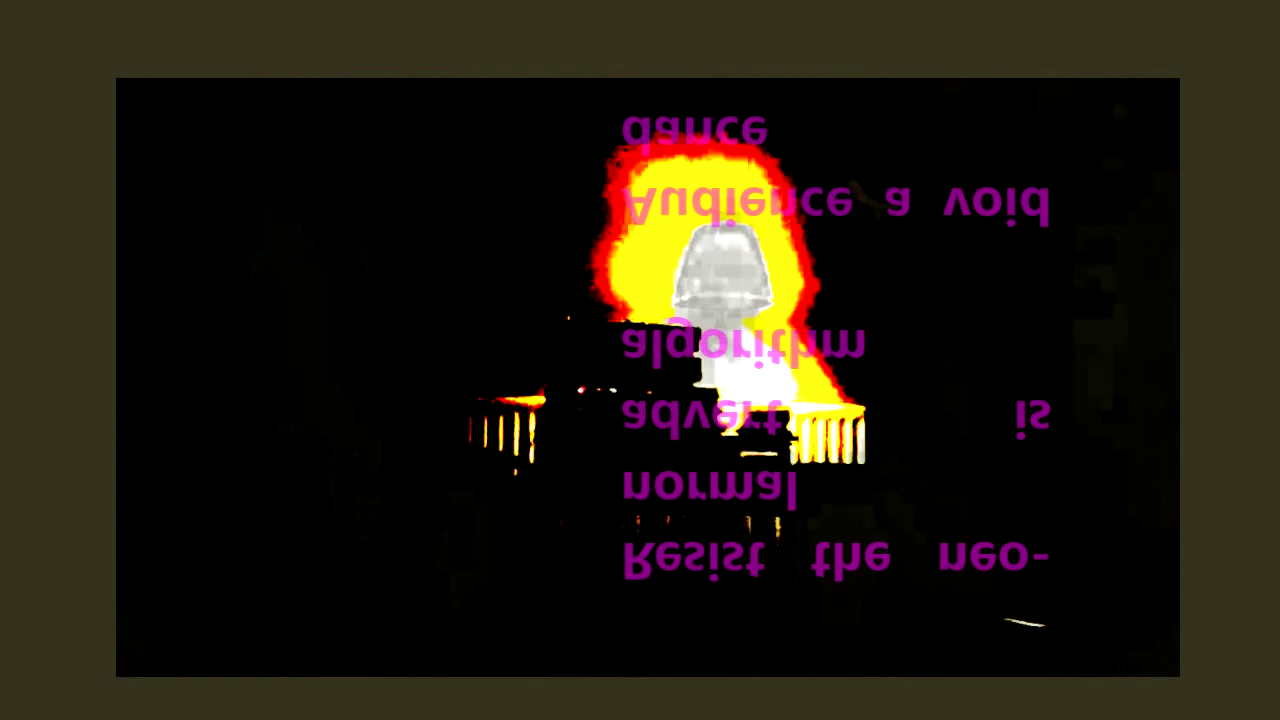 Resist the neo-
normal
advert is
algorithm
Audience a void
dance